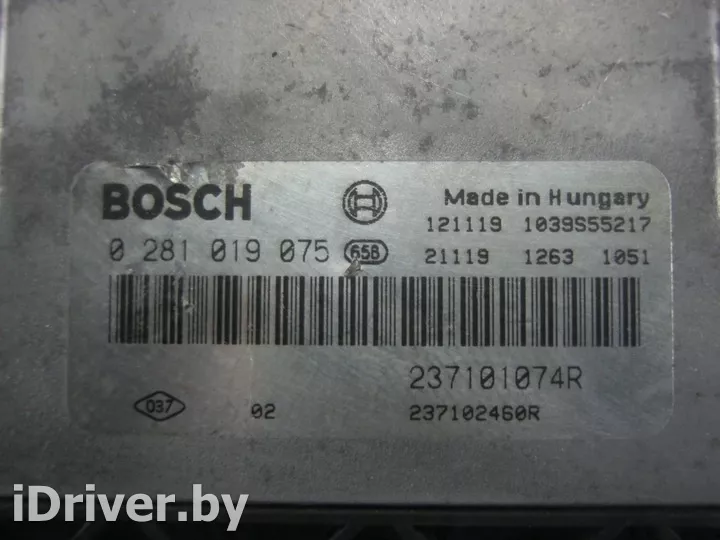 BOSCH
Made in Hungary
121119 1039S55217
0 281 019 075 658
21119 1263 1051
237101074R
037 02 237102460R
iDriver.by